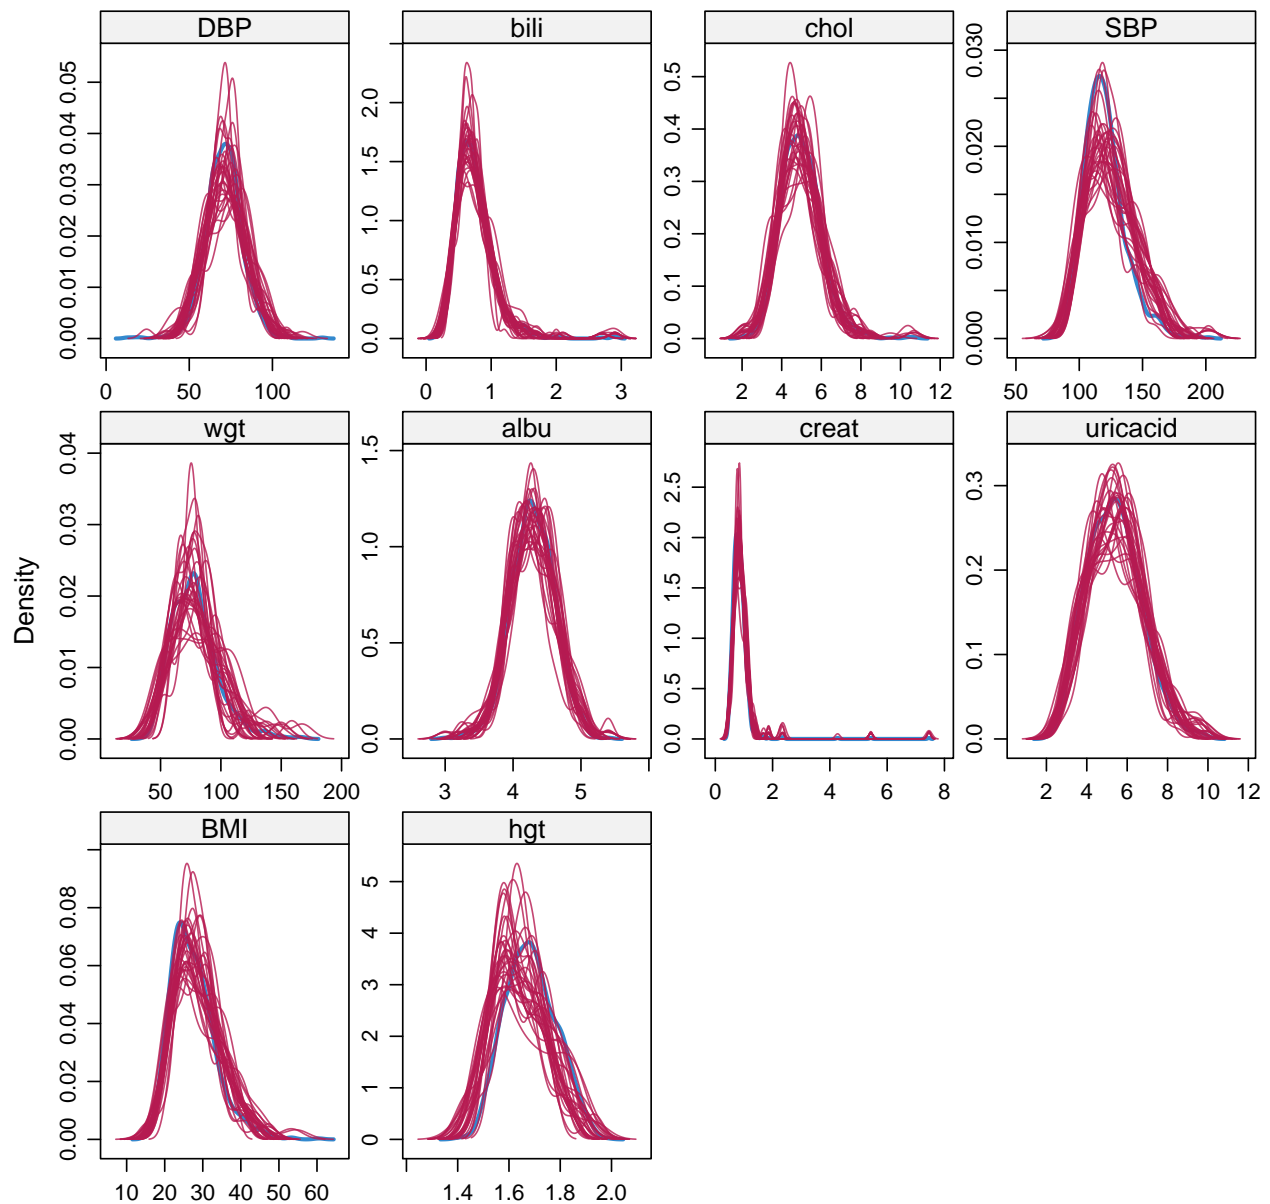 DBP
bili
chol
SBP
0.00 0.01 0.02 0.03 0.04 0.05
0.0 0.5 1.0 1.5 2.0
0.0 0.1 0.2 0.3 0.4 0.5
0.000 0.010 0.020 0.030
0 50 100
0 1 2 3
2 4 6 8 10 12
50 100 150 200
wgt
albu
creat
uricacid
Density
0.00 0.01 0.02 0.03 0.04
0.0 0.5 1.0 1.5
0.0 0.5 1.0 1.5 2.0 2.5
0.0 0.1 0.2 0.3
50 100 150 200
3 4 5
0 2 4 6 8
2 4 6 8 10 12
BMI
hgt
0.00 0.02 0.04 0.06 0.08
0 1 2 3 4 5
10 20 30 40 50 60
1.4 1.6 1.8 2.0